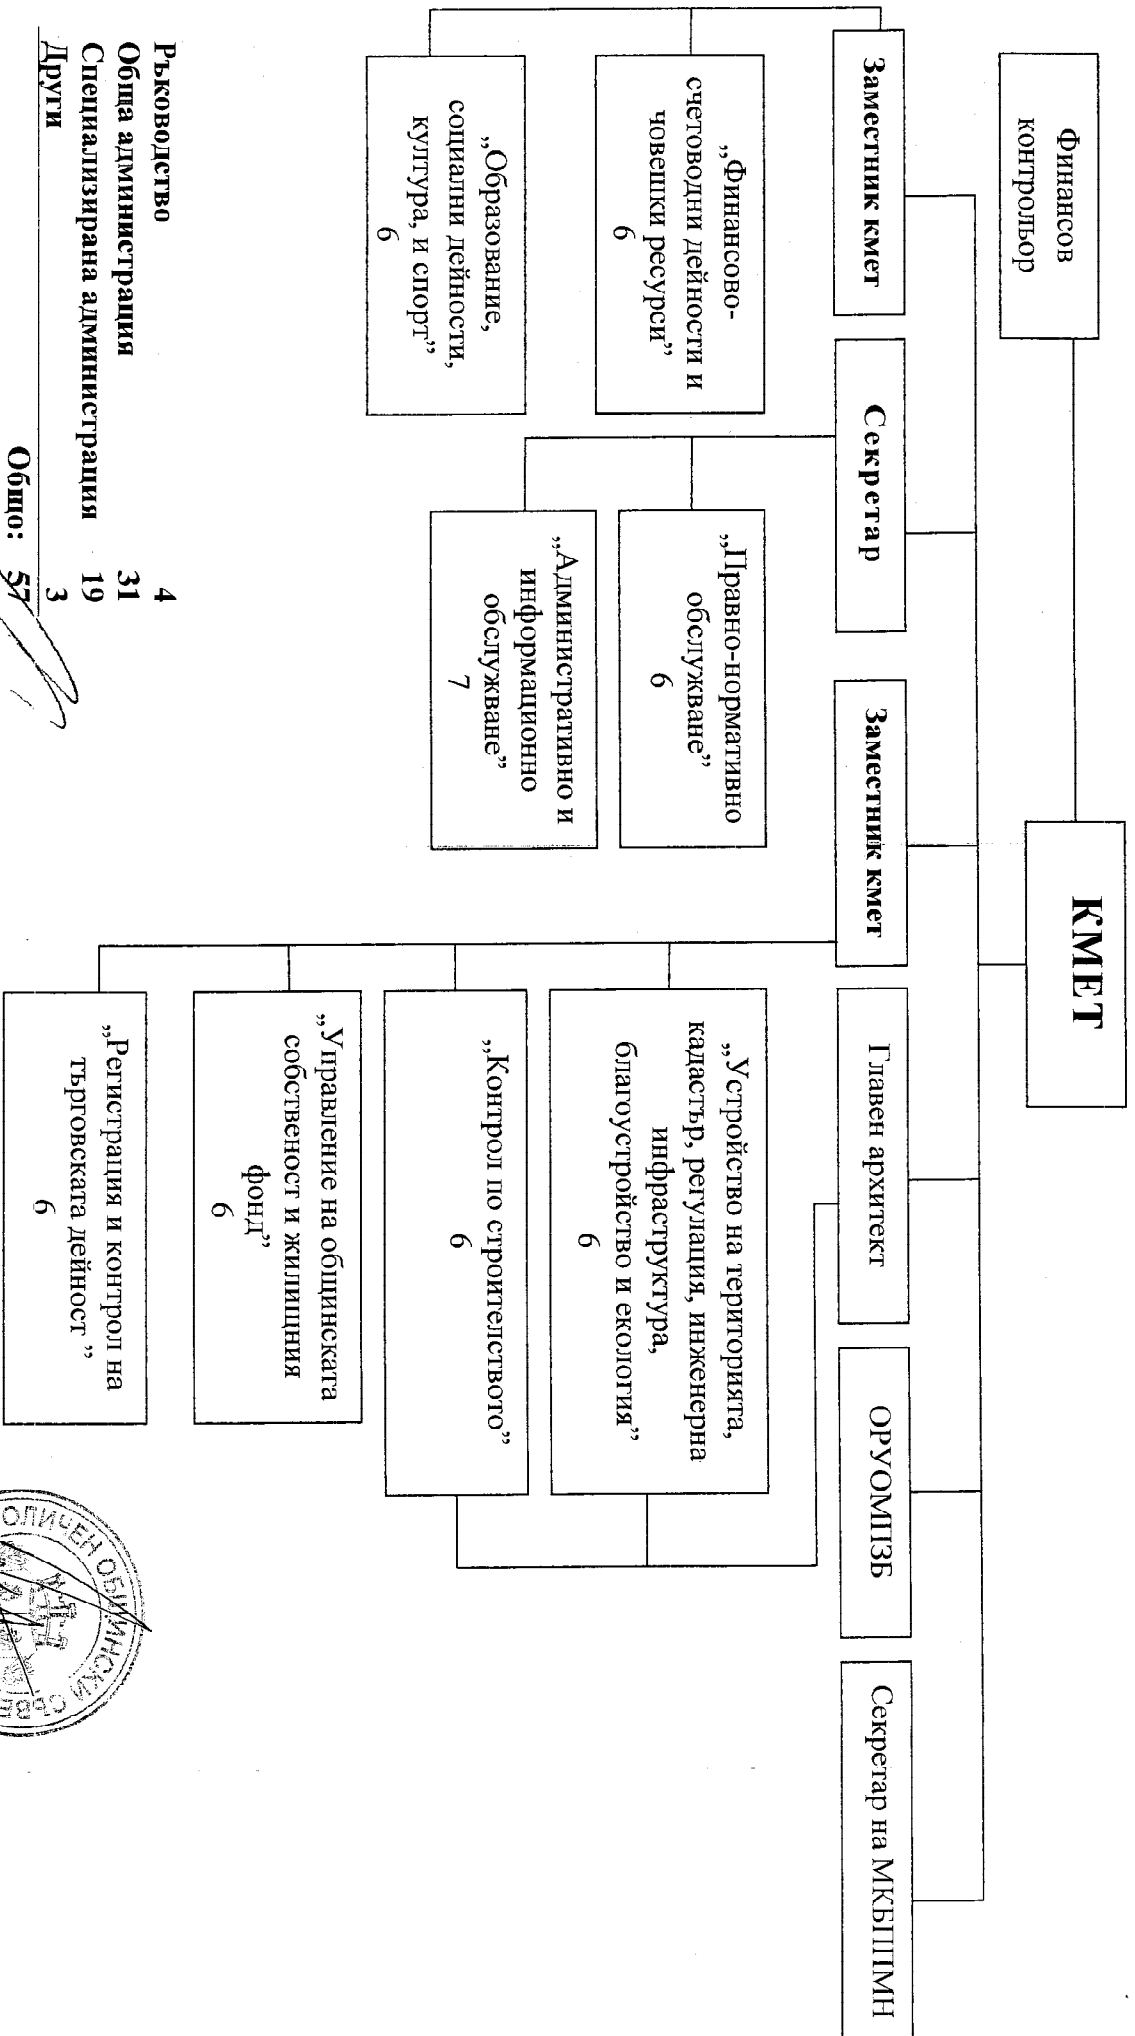 КМЕТ
Финансов
контрольор
Заместник кмет
Секретар
Заместник кмет
Главен архитект
ОРУОМПЗБ
Секретар на МКБППМН
„Финансово-
счетоводни дейности и
човешки ресурси”
6
„Образование,
социални дейности,
култура, и спорт”
6
„Правно-нормативно
обслужване”
6
„Административно и
информационно
обслужване”
7
„Устройство на територията,
кадастър, регулация, инженерна
инфраструктура,
благоустройство и екология”
6
„Контрол по строителството”
6
„Управление на общинската
собственост и жилищния
фонд”
6
„Регистрация и контрол на
търговската дейност ”
6
Ръководство 4
Обща администрация 31
Специализирана администрация 19
Други 3
Общо: 57
ОБЩИНСКИ